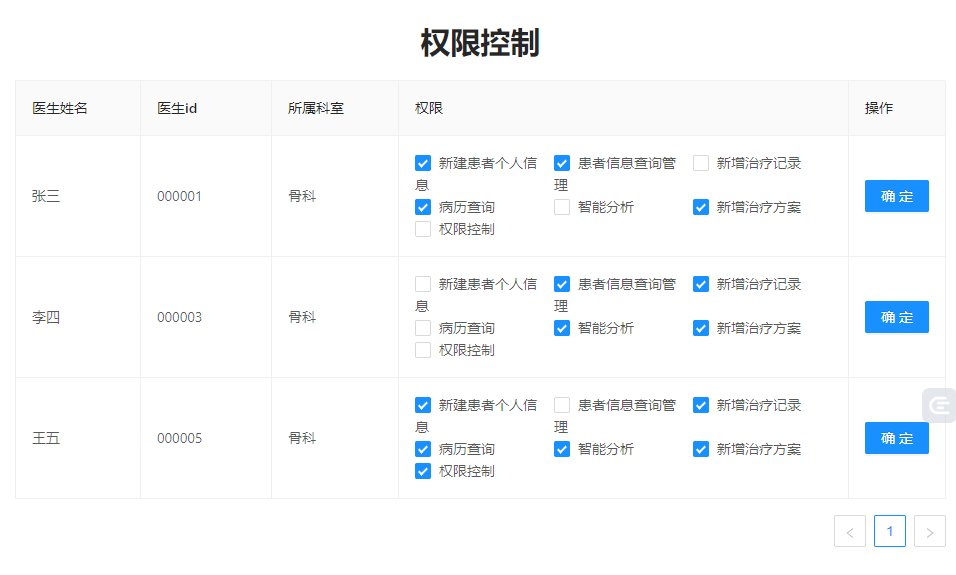 权限控制
医生姓名 医生id 所属科室 权限 操作
新建患者个人信 患者信息查询管 新增治疗记录
息 理
张三 000001 骨科 确 定
病历查询 智能分析 新增治疗方案
权限控制
新建患者个人信 患者信息查询管 新增治疗记录
息 理
李四 000003 骨科 确 定
病历查询 智能分析 新增治疗方案
权限控制
新建患者个人信 患者信息查询管 新增治疗记录
息 理
王五 000005 骨科 确 定
病历查询 智能分析 新增治疗方案
权限控制
< 1 >